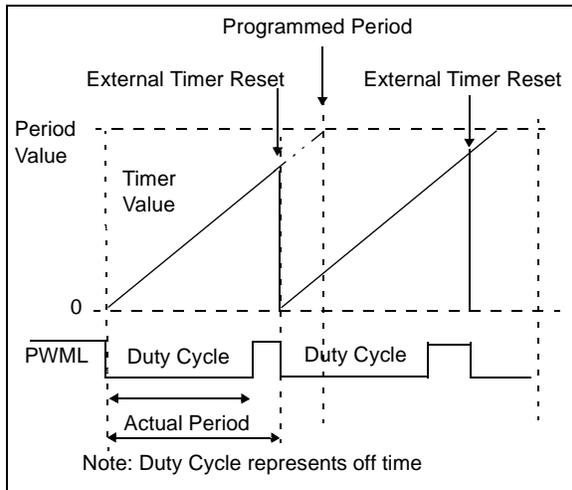 Programmed Period
External Timer Reset
External Timer Reset
Period
Value
Timer
Value
0
PWML
Duty Cycle
Duty Cycle
Actual Period
Note: Duty Cycle represents off time